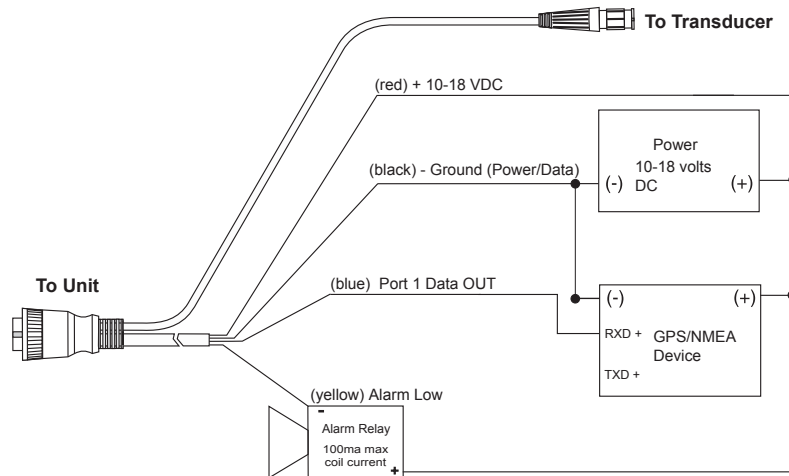 To Transducer
(red) + 10-18 VDC
Power
10-18 volts
DC
(-)
(+)
(black) - Ground (Power/Data)
To Unit
(blue) Port 1 Data OUT
(-)
(+)
RXD +
GPS/NMEA
Device
TXD +
(yellow) Alarm Low
-
Alarm Relay
100ma max
coil current
+